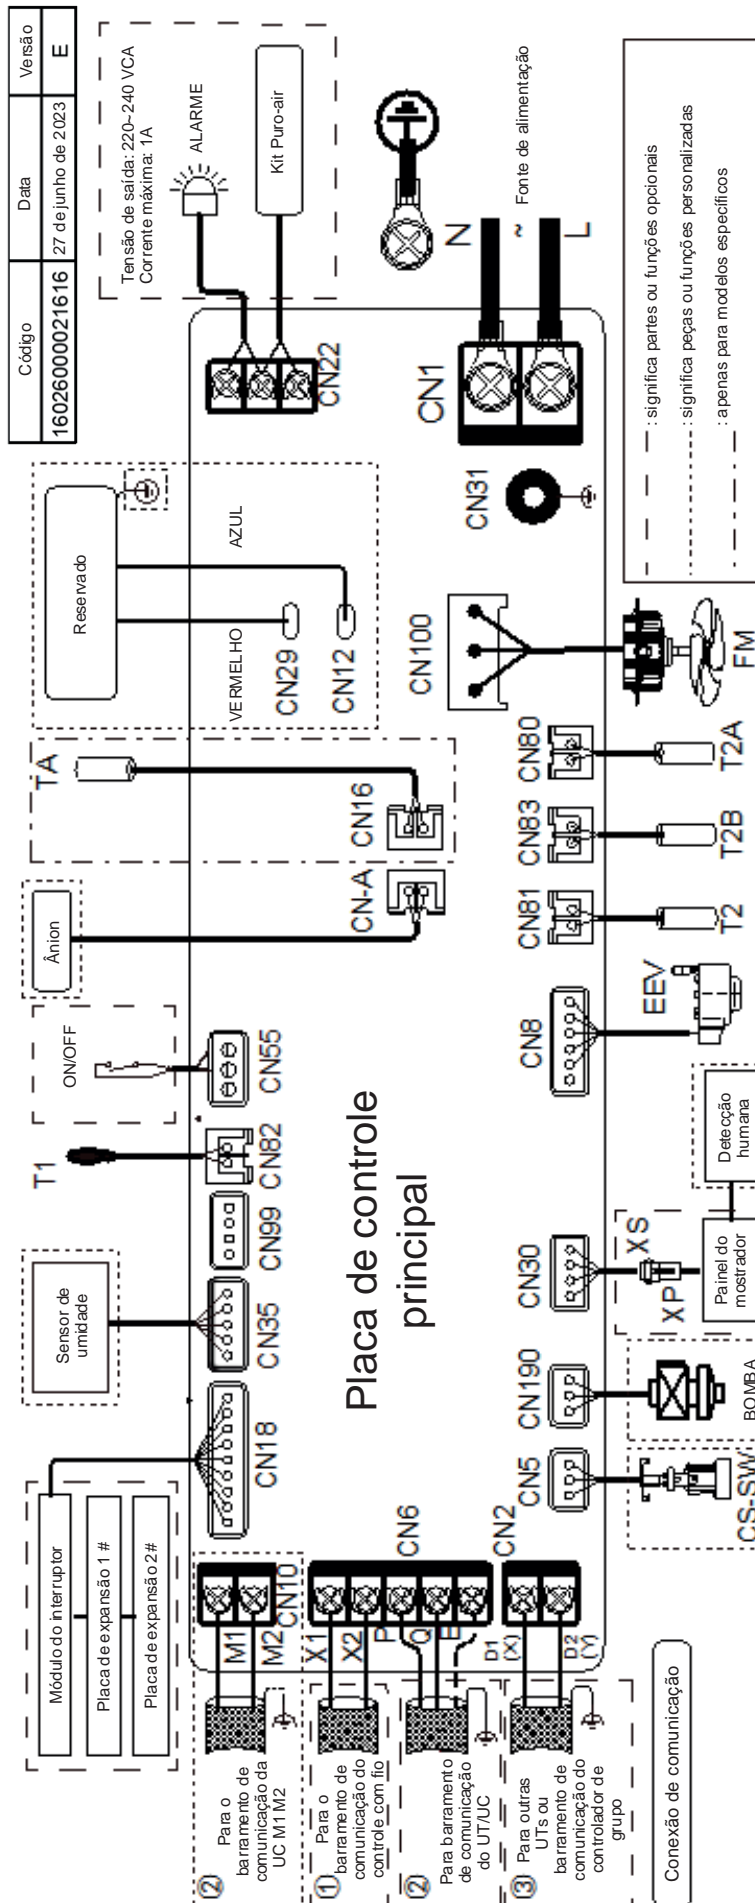 Código Data Versão
16026000021616 27 de junho de 2023 E
Módulo do interruptor
Placa de expansão 1 #
Placa de expansão 2#
Sensor de
umidade
T1
ON/OFF
Ânion
TA
Reservado
VERMELHO
AZUL
CN29
CN12
Tensão de saída: 220~240 VCA
Corrente máxima: 1A
ALARME
Kit Puro-air
CN18
CN35
CN99
CN82
CN55
CN-A
CN16
CN22
CN10
M1
M2
X1
X2
P
Q
E
CN6
D1
(X)
D2
(Y)
CN2
Placa de controle
principal
CN1
N
~
L
Fonte de alimentação
CN31
CN100
CN5
CN190
CN30
CN8
CN81
CN83
CN80
CS-SW
BOMBA
XP
XS
Painel do
mostrador
Detecção
humana
EEV
T2
T2B
T2A
FM
(2)
Para o
barramento de
comunicação da
UC M1M2
(1)
Para o
barramento de
comunicação do
controle com fio
(2)
Para barramento
de comunicação
do UT/UC
(3)
Para outras
UTs ou
barramento de
comunicação do
controlador de
grupo
Conexão de comunicação
: significa partes ou funções opcionais
: significa peças ou funções personalizadas
: apenas para modelos específicos